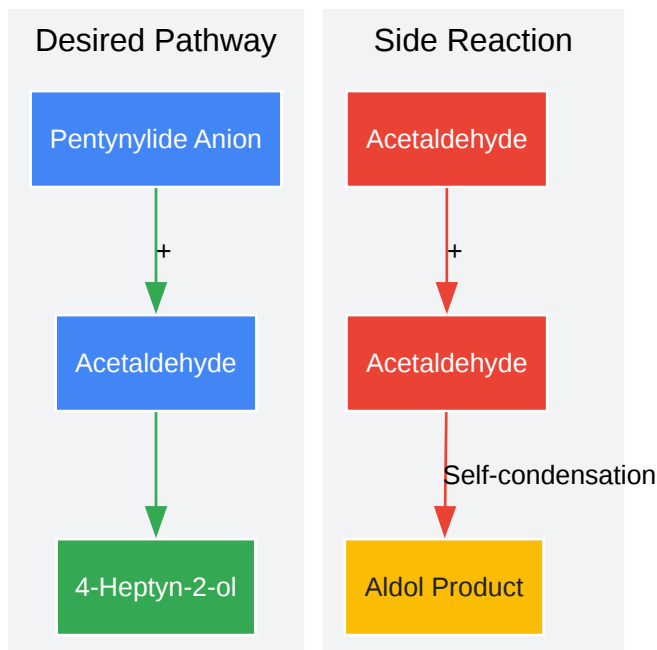 Desired Pathway
Pentynylide Anion
+
Acetaldehyde
4-Heptyn-2-ol
Side Reaction
Acetaldehyde
+
Acetaldehyde
Self-condensation
Aldol Product